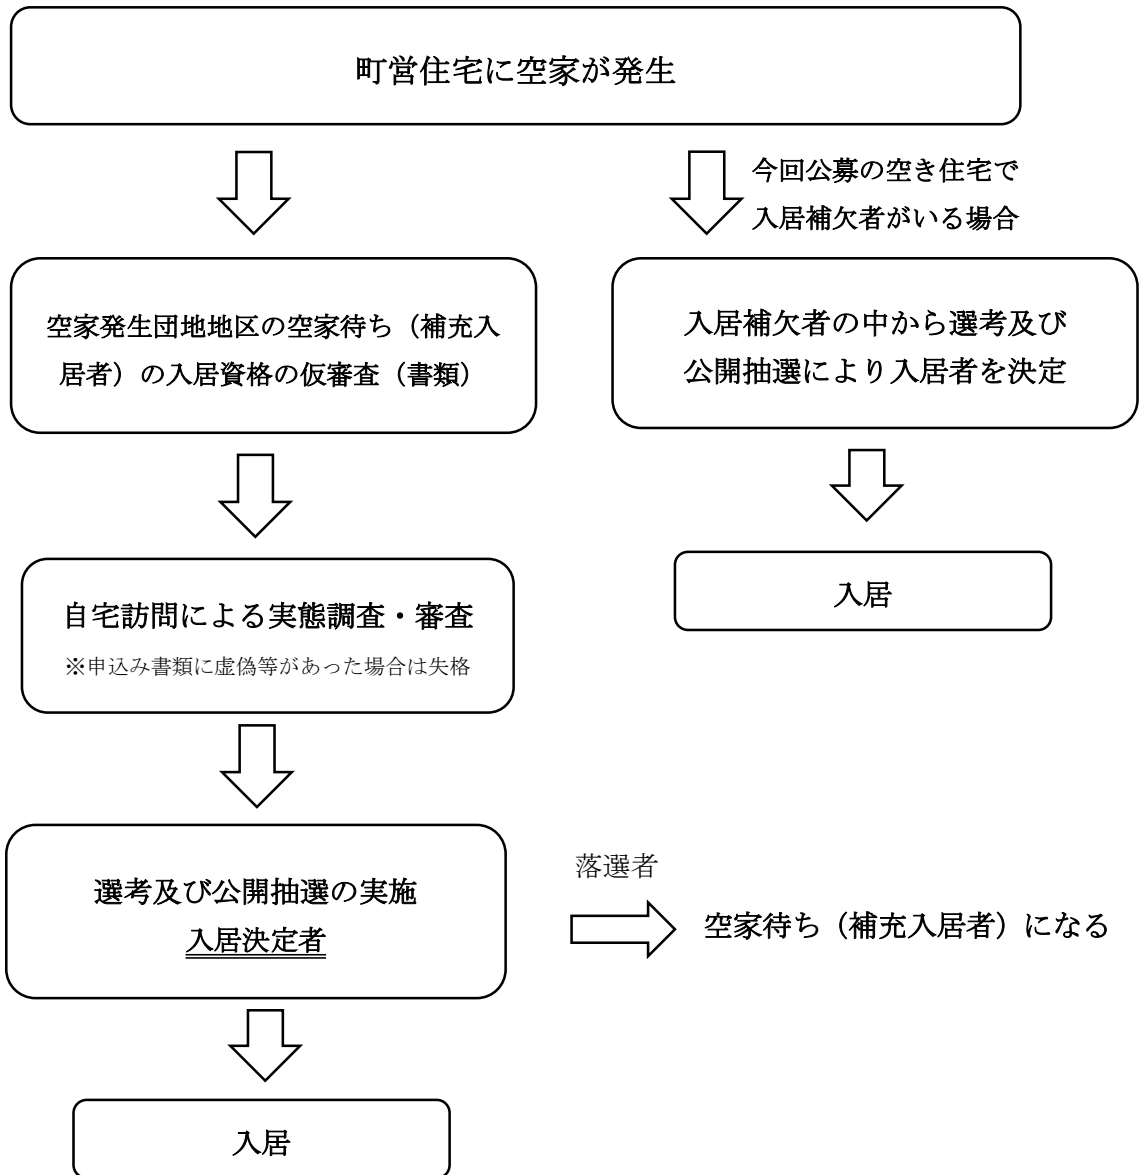 町営住宅に空家が発生
今回公募の空き住宅で
入居補欠者がいる場合
空家発生団地地区の空家待ち（補充入
居者）の入居資格の仮審査（書類）
入居補欠者の中から選考及び
公開抽選により入居者を決定
自宅訪問による実態調査・審査
※申込み書類に虚偽等があった場合は失格
入居
選考及び公開抽選の実施
入居決定者
落選者
空家待ち（補充入居者）になる
入居